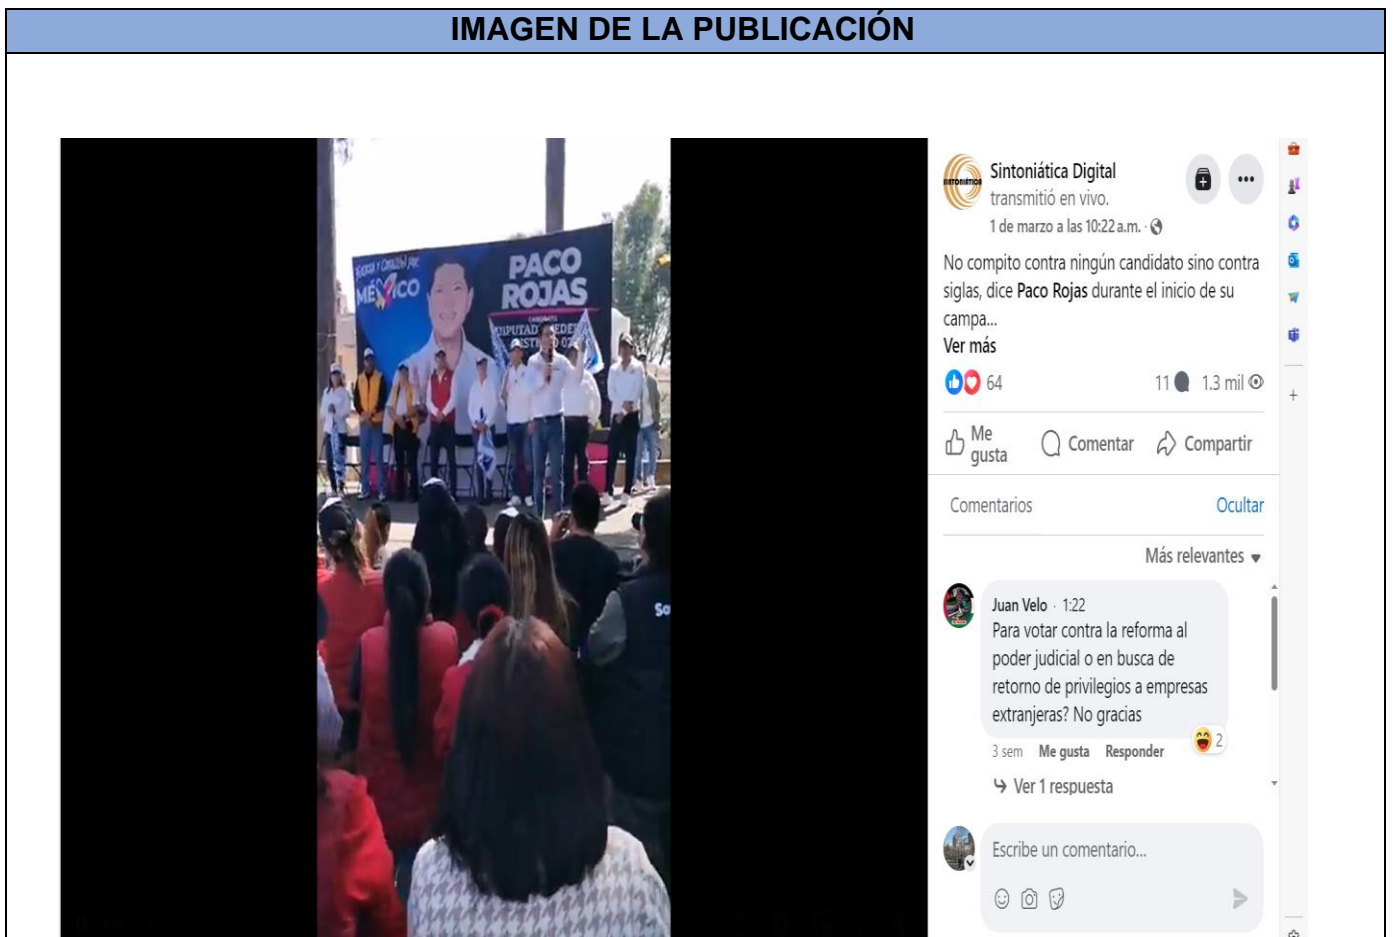 IMAGEN DE LA PUBLICACIÓN
MÉXICO
PACO
ROJAS
SINTONIÁTICA
Sintoniática Digital
transmitió en vivo.
1 de marzo a las 10:22 a.m. ·
No compito contra ningún candidato sino contra
siglas, dice Paco Rojas durante el inicio de su
campa...
Ver más
64
11
1.3 mil
Me gusta
Comentar
Compartir
Comentarios
Ocultar
Más relevantes
Juan Velo · 1:22
Para votar contra la reforma al
poder judicial o en busca de
retorno de privilegios a empresas
extranjeras? No gracias
2
3 sem Me gusta Responder
Ver 1 respuesta
Escribe un comentario...